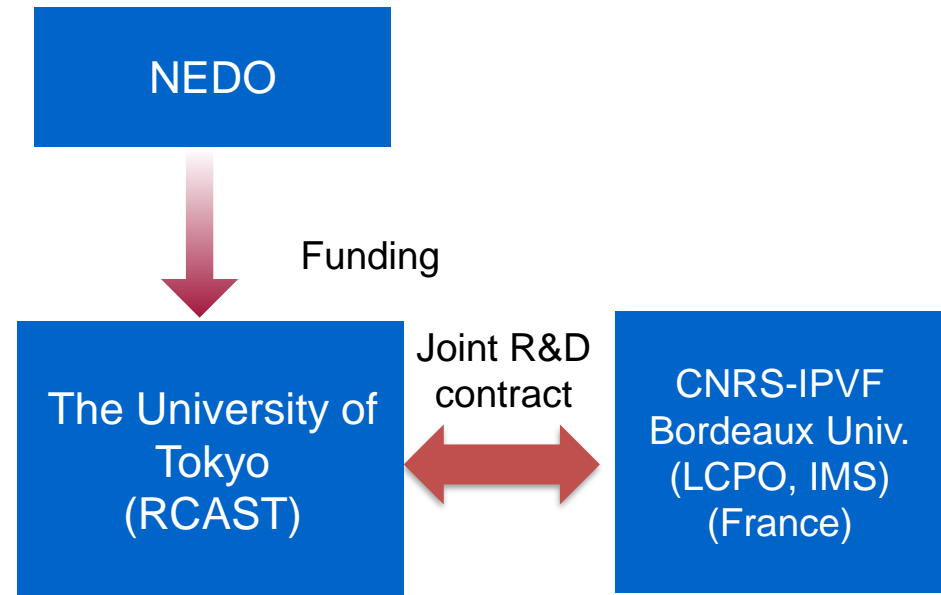 NEDO
Funding
Joint R&D
contract
The University of
Tokyo
(RCAST)
CNRS-IPVF
Bordeaux Univ.
(LCPO, IMS)
(France)